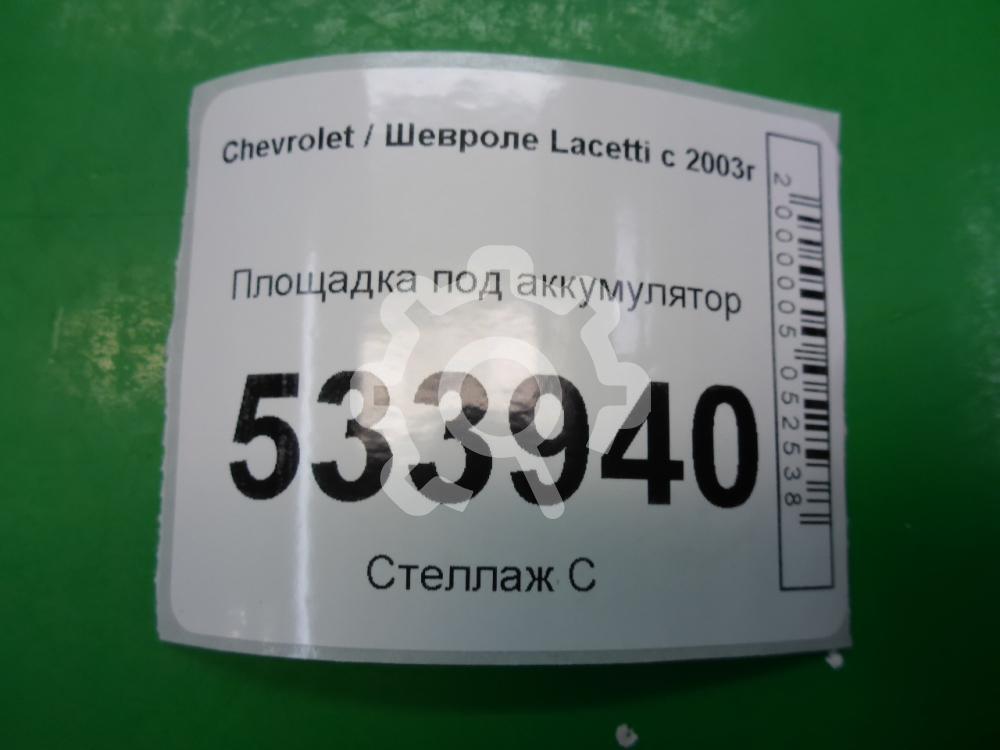 Chevrolet / Шевроле Lacetti с 2003г
Площадка под аккумулятор
533940
Стеллаж С
2000005052538